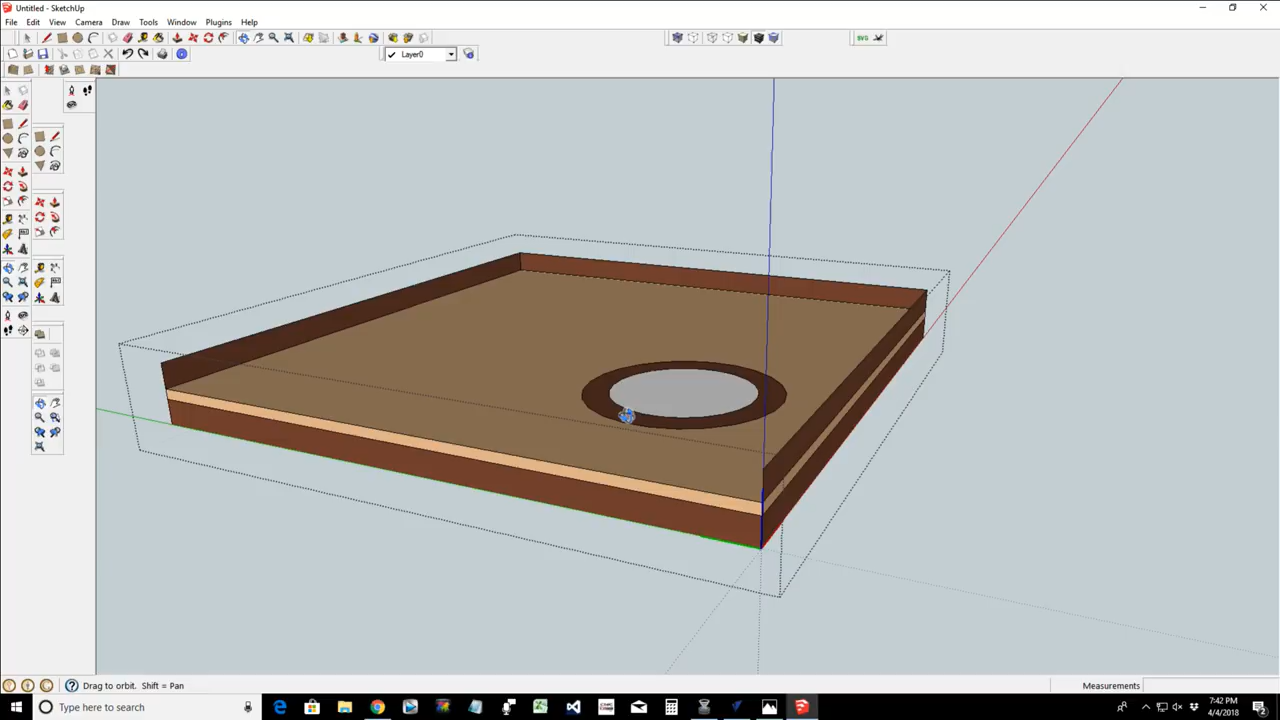 Untitled - SketchUp
File Edit View Camera Draw Tools Window Plugins Help
SVG
Layer0
Drag to orbit. Shift = Pan
Measurements
Type here to search
7:42 PM
4/4/2018